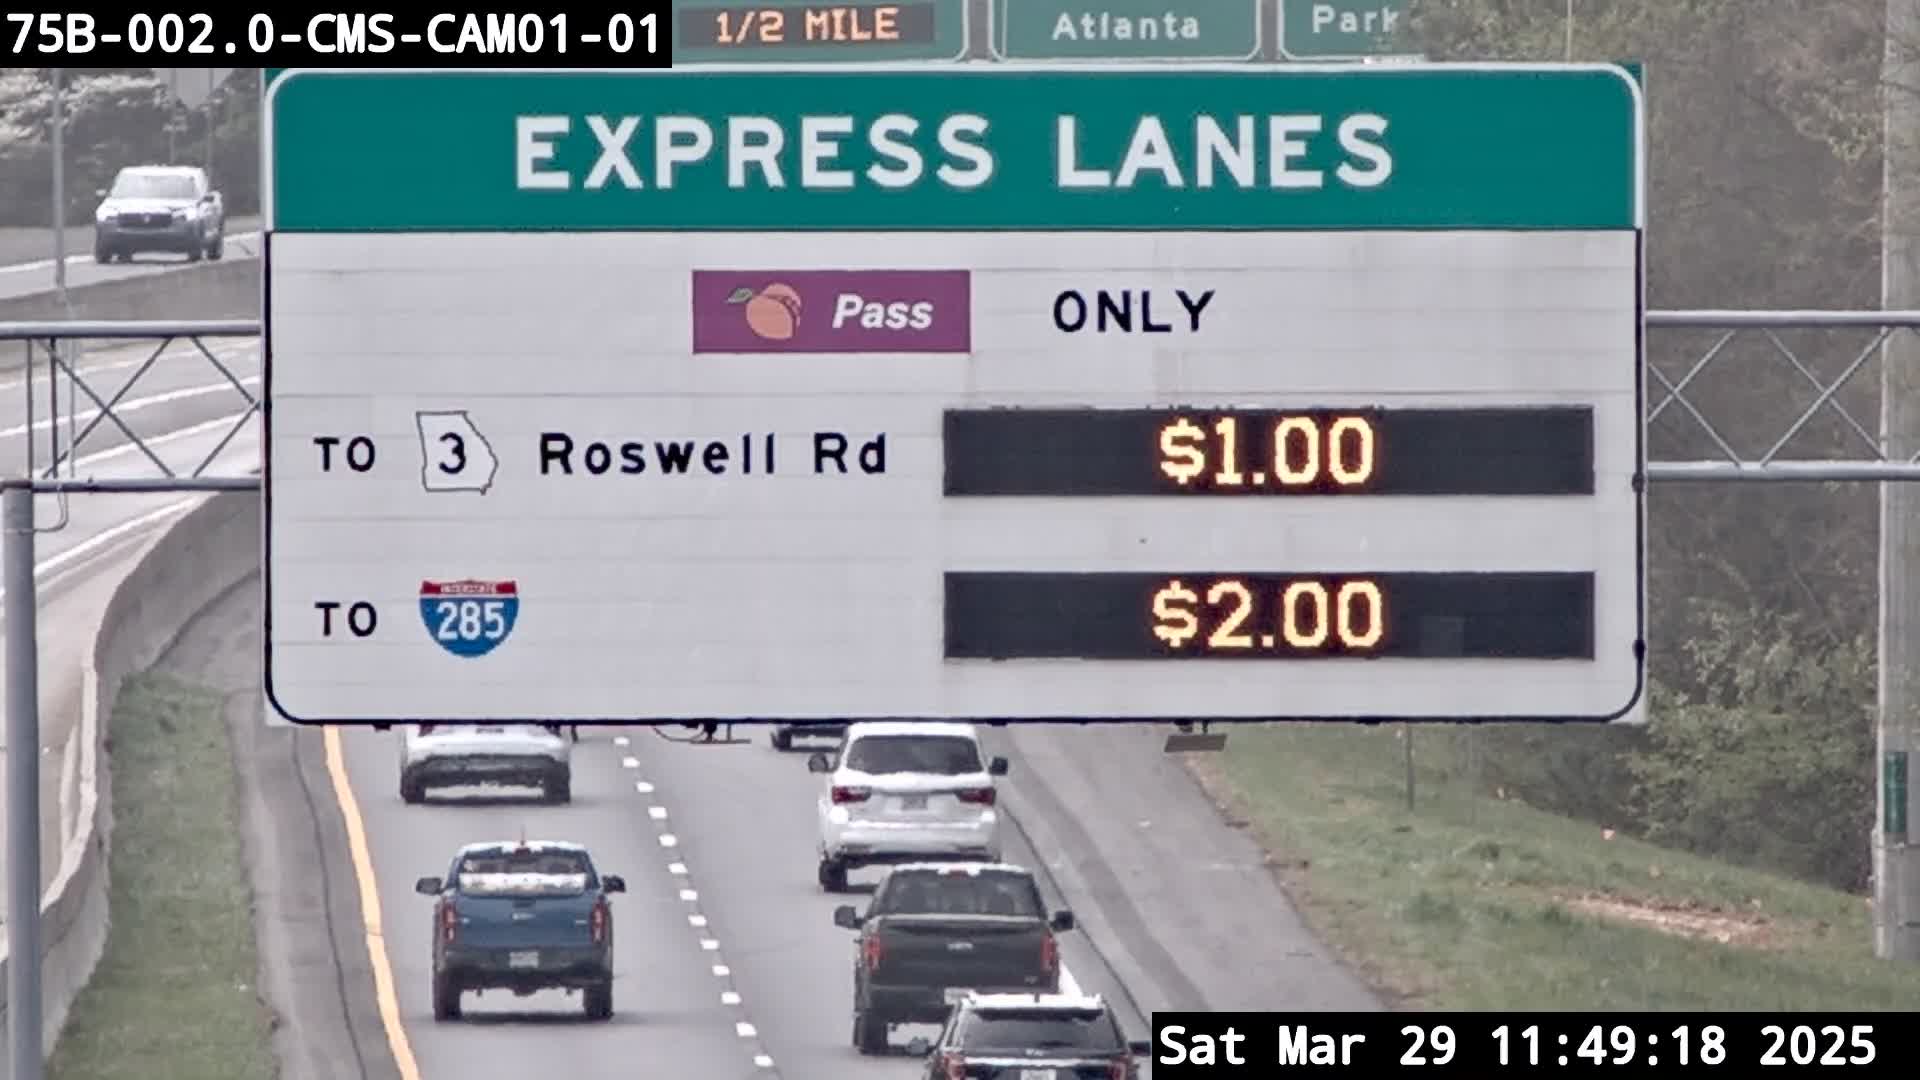 75B-002.0-CMS-CAM01-01
1/2 MILE
Atlanta
Park
EXPRESS LANES
Pass ONLY
TO 3 Roswell Rd $1.00
TO INTERSTATE 285 $2.00
Sat Mar 29 11:49:18 2025